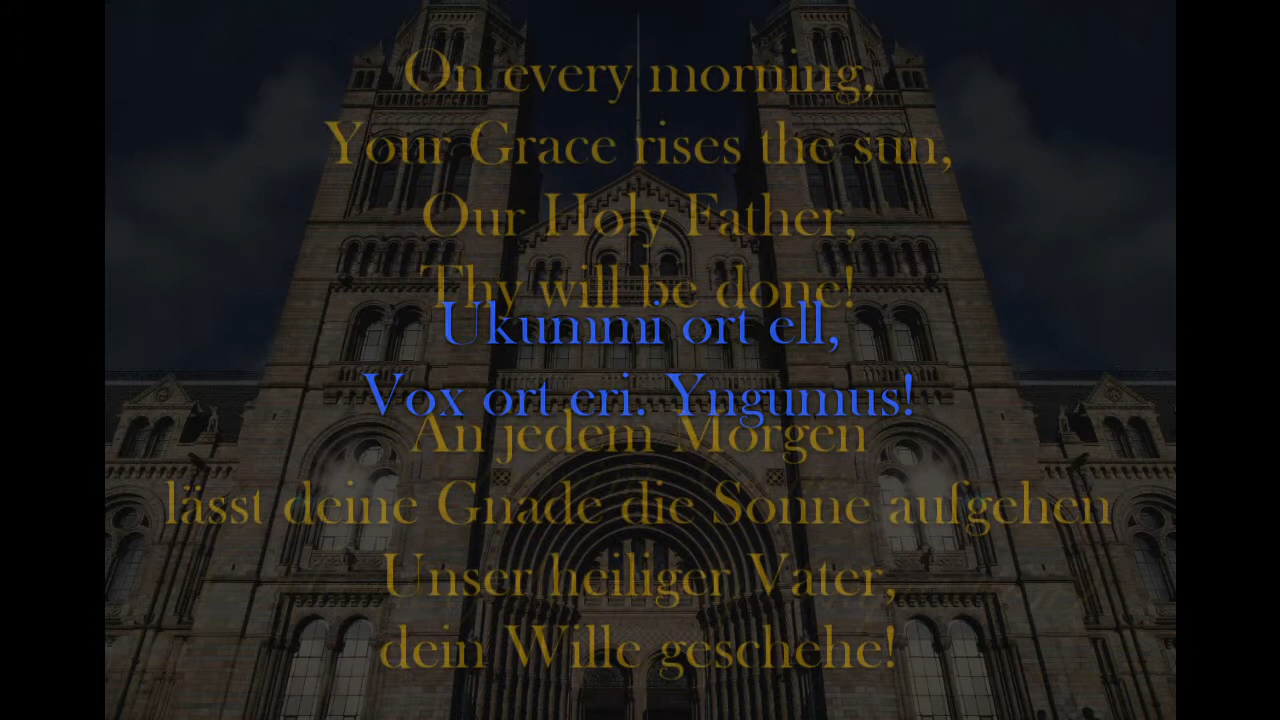 On every morning,
Your Grace rises the sun,
Our Holy Father,
Thy will be done!
Ukummi ort ell,
Vox ort eri. Yngumus!
An jedem Morgen
lässt deine Gnade die Sonne aufgehen
Unser heiliger Vater,
dein Wille geschehe!